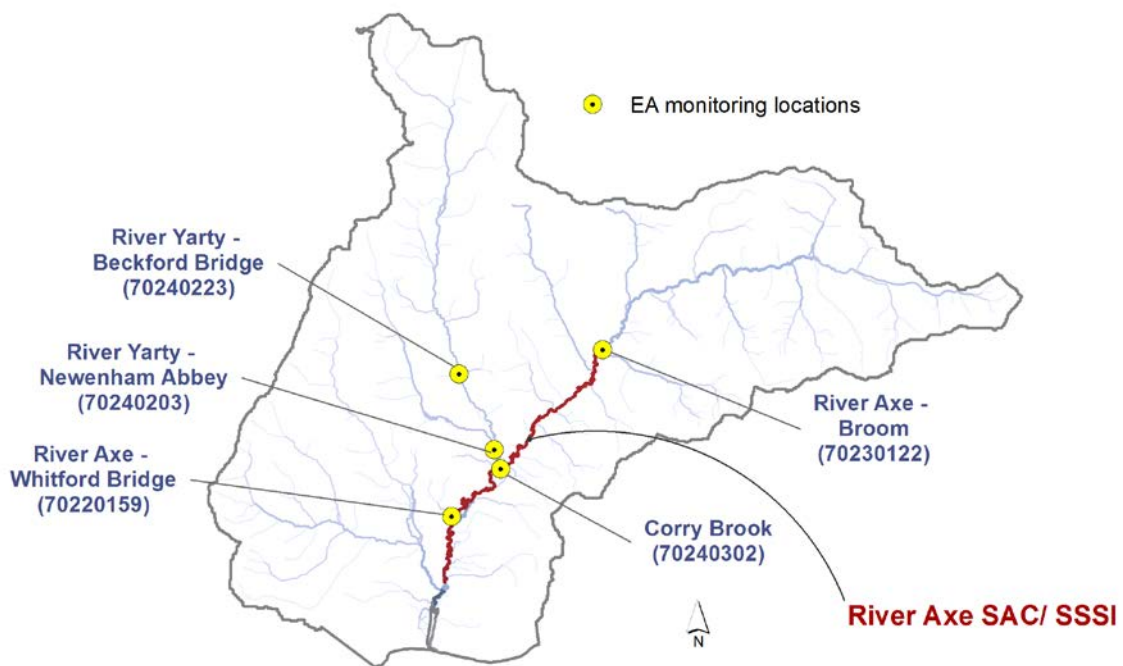 EA monitoring locations
River Yarty -
Beckford Bridge
(70240223)
River Yarty -
Newenham Abbey
(70240203)
River Axe -
Whitford Bridge
(70220159)
River Axe -
Broom
(70230122)
Corry Brook
(70240302)
River Axe SAC/ SSSI
N